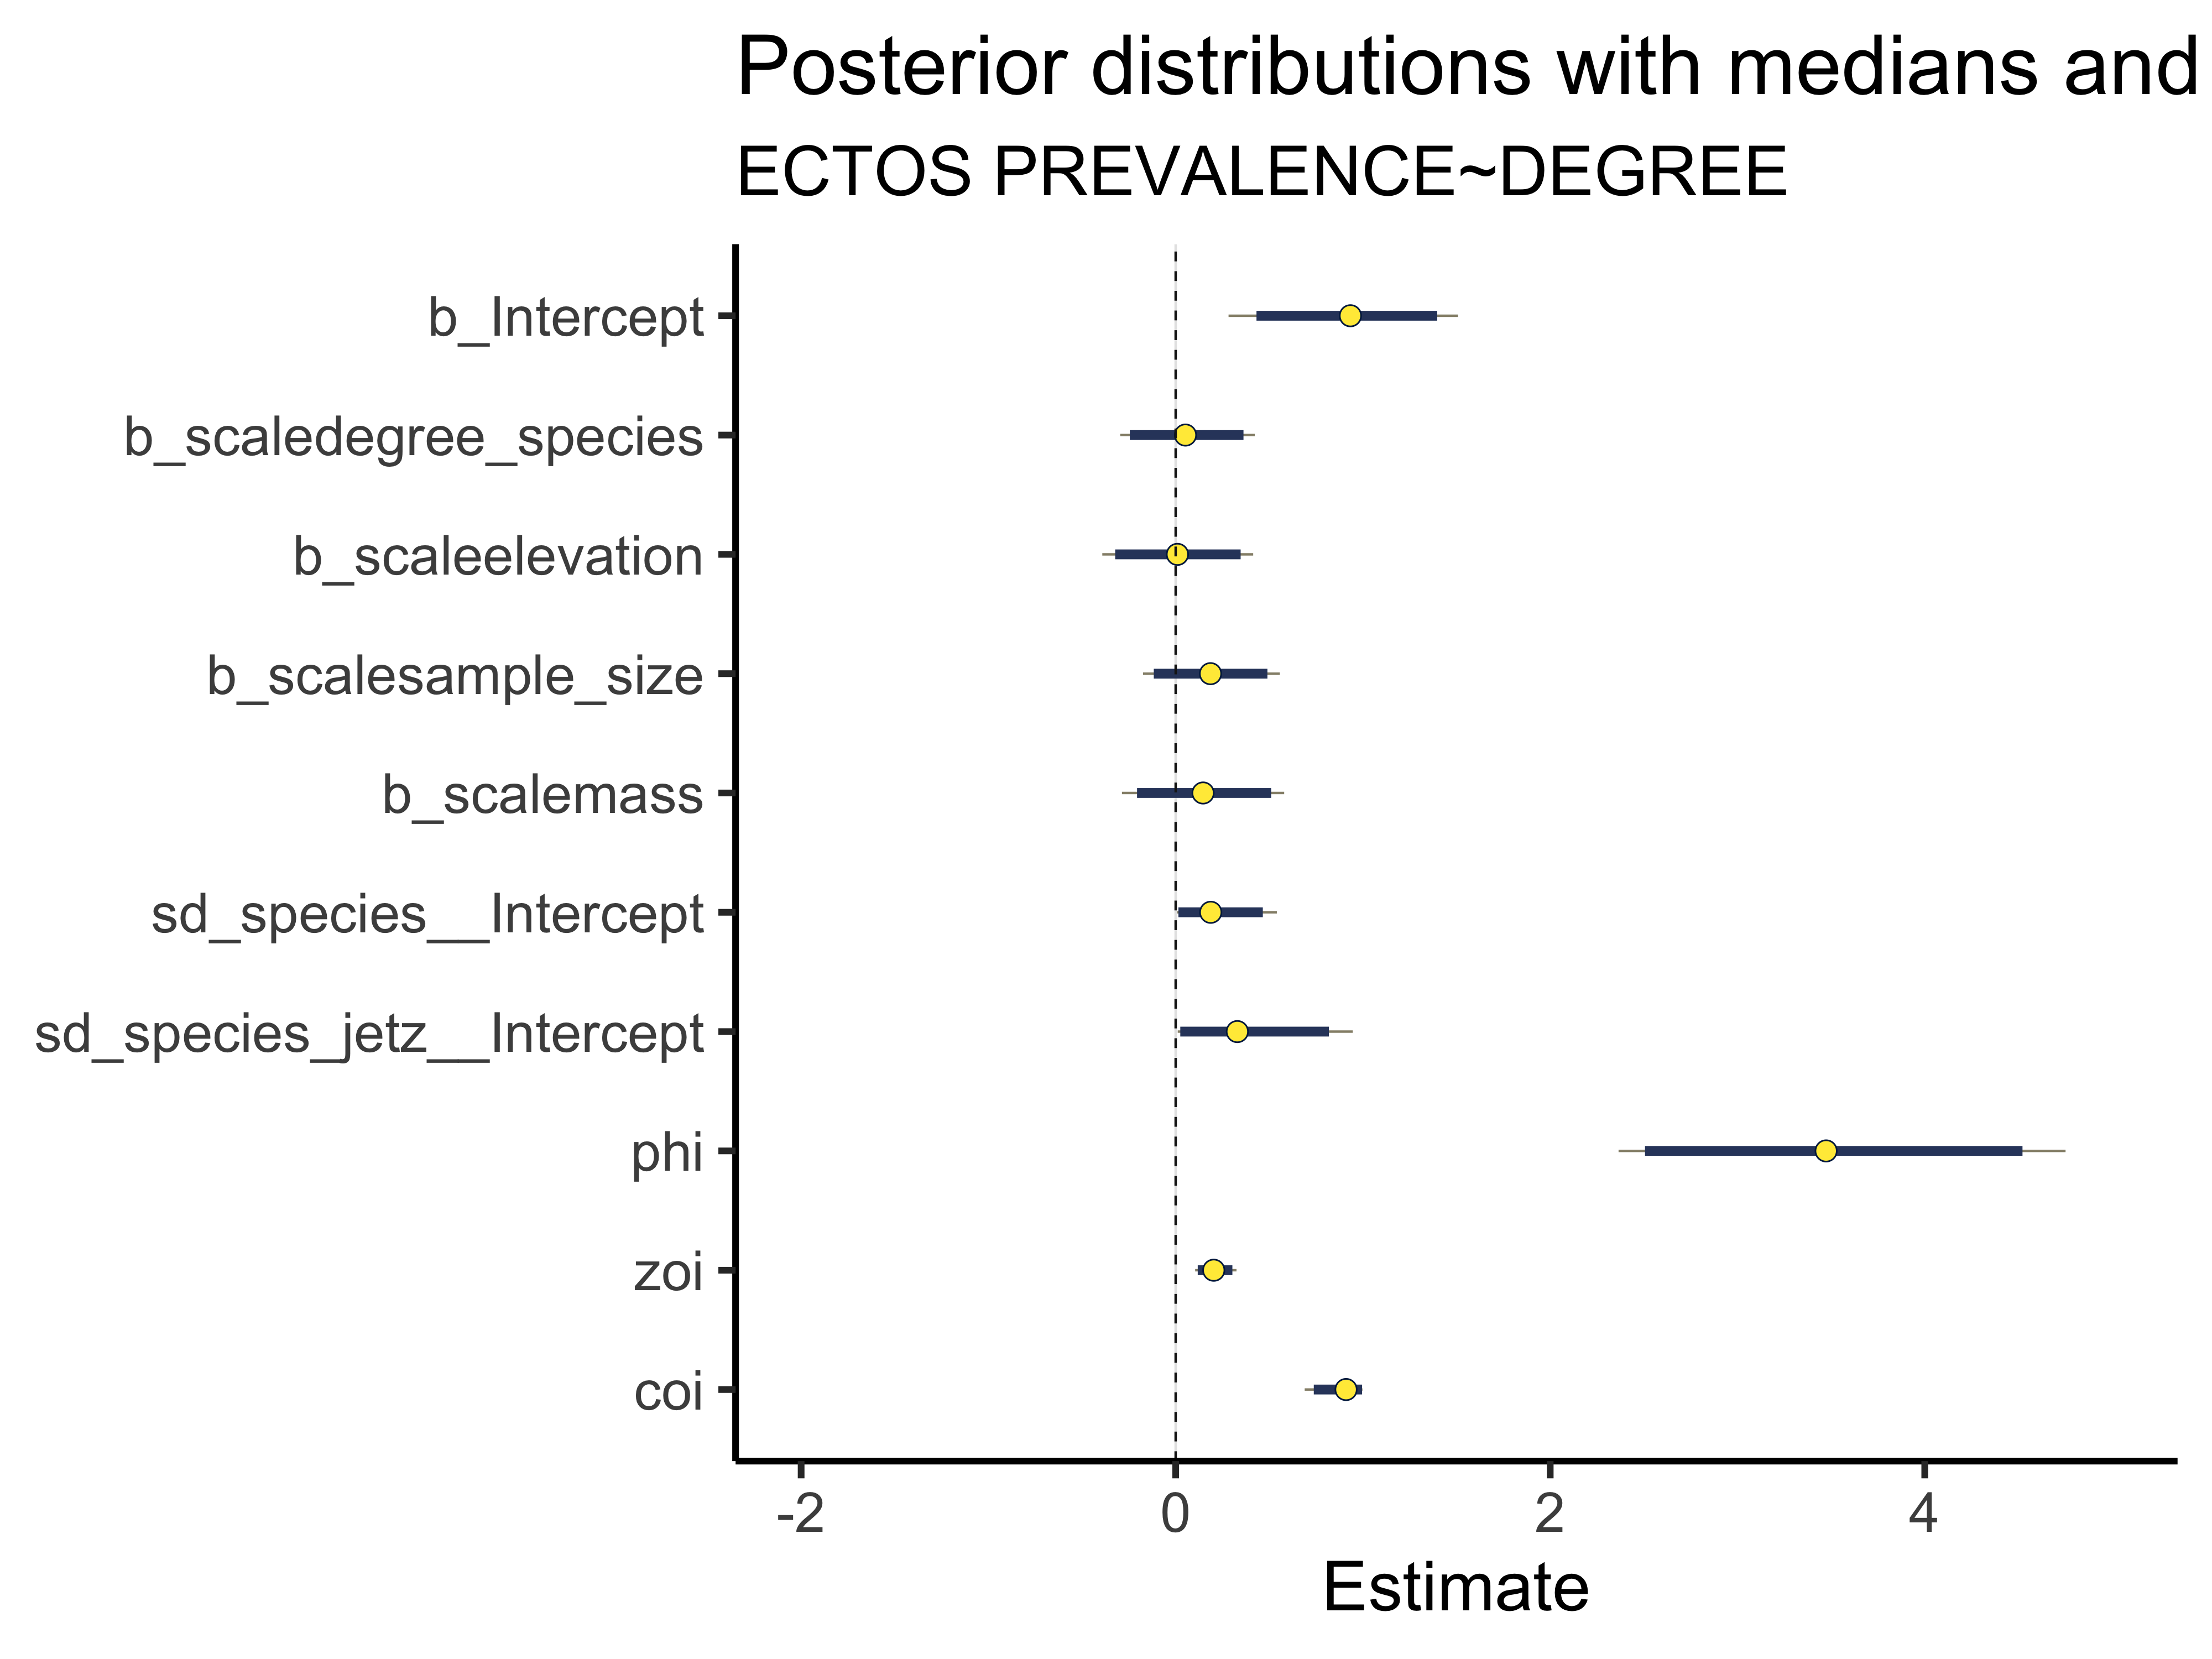 Posterior distributions with medians and
ECTOS PREVALENCE~DEGREE
b_Intercept
b_scaledegree_species
b_scaleelevation
b_scalesample_size
b_scalemass
sd_species__Intercept
sd_species_jetz__Intercept
phi
zoi
coi
-2 0 2 4
Estimate